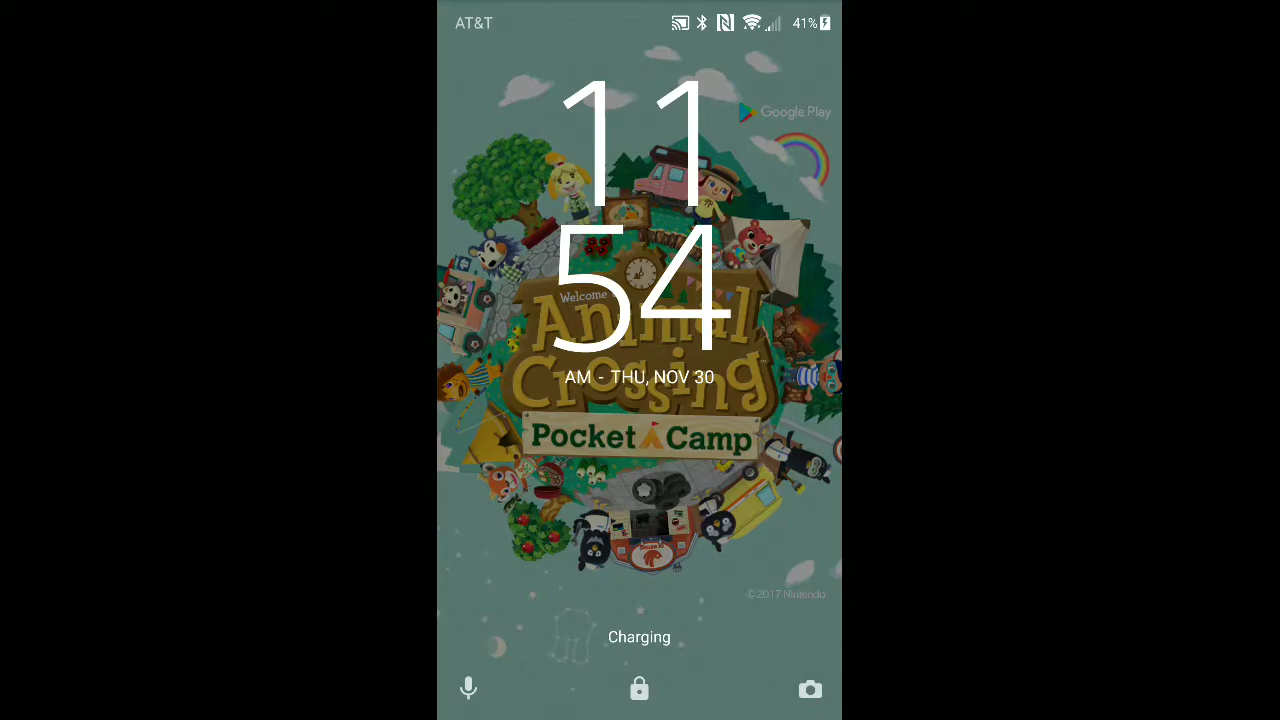 AT&T
41%
11
Google Play
54
Welcome
Animal
Crossing
AM - THU, NOV 30
Pocket Camp
©2017 Nintendo
Charging